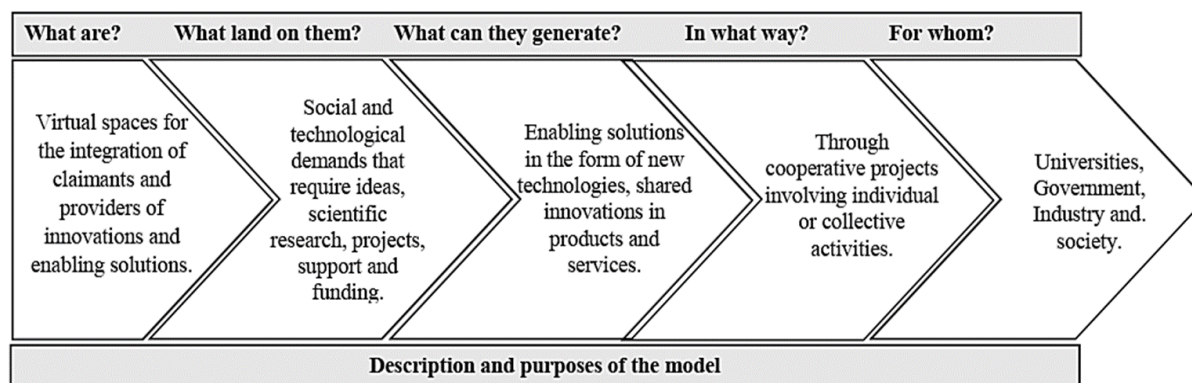 What are? What land on them? What can they generate? In what way? For whom?
Virtual spaces for
the integration of
claimants and
providers of
innovations and
enabling solutions.
Social and
technological
demands that
require ideas,
scientific
research, projects,
support and
funding.
Enabling solutions
in the form of new
technologies, shared
innovations in
products and
services.
Through
cooperative projects
involving individual
or collective
activities.
Universities,
Government,
Industry and.
society.
Description and purposes of the model